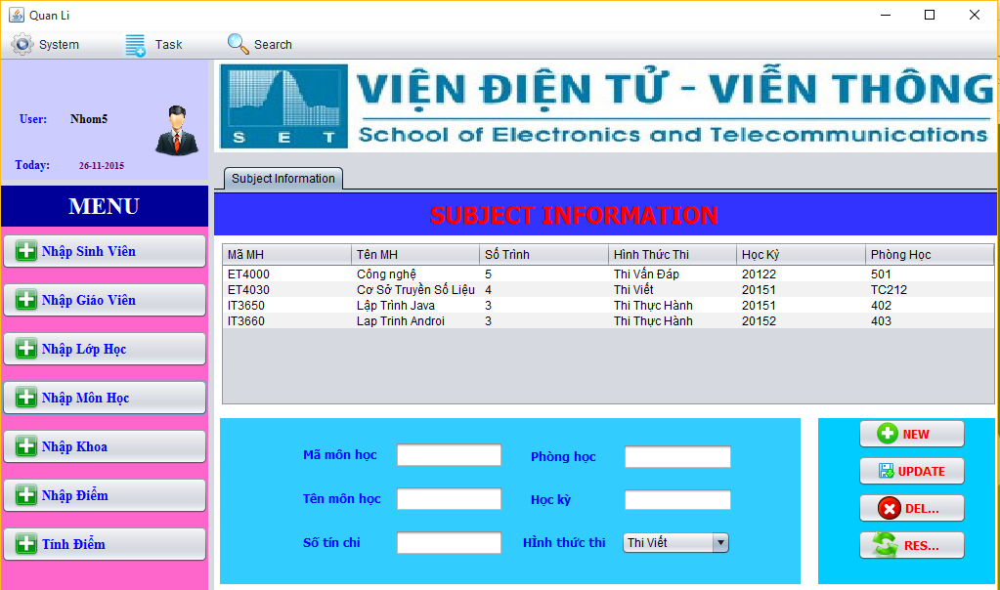 Quan Li
System Task Search
VIỆN ĐIỆN TỬ - VIỄN THÔNG
School of Electronics and Telecommunications
S E T
User: Nhom5
Today: 26-11-2015
MENU
Nhập Sinh Viên
Nhập Giáo Viên
Nhập Lớp Học
Nhập Môn Học
Nhập Khoa
Nhập Điểm
Tính Điểm
Subject Information
SUBJECT INFORMATION
Mã MH Tên MH Số Trình Hình Thức Thi Học Kỳ Phòng Học
ET4000 Công nghệ 5 Thi Vấn Đáp 20122 501
ET4030 Cơ Sở Truyền Số Liệu 4 Thi Viết 20151 TC212
IT3650 Lập Trình Java 3 Thi Thực Hành 20151 402
IT3660 Lap Trinh Androi 3 Thi Thực Hành 20152 403
Mã môn học Phòng học
Tên môn học Học kỳ
Số tín chỉ Hình thức thi Thi Viết
NEW
UPDATE
DEL...
RES...